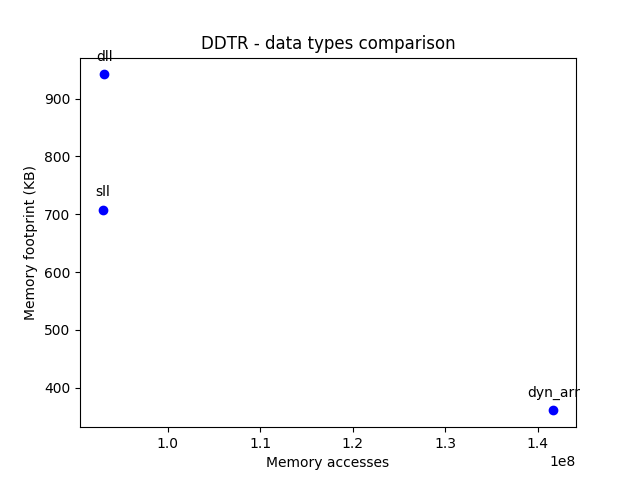 DDTR - data types comparison
dll
sll
dyn_arr
Memory footprint (KB)
900
800
700
600
500
400
1.0 1.1 1.2 1.3 1.4
1e8
Memory accesses